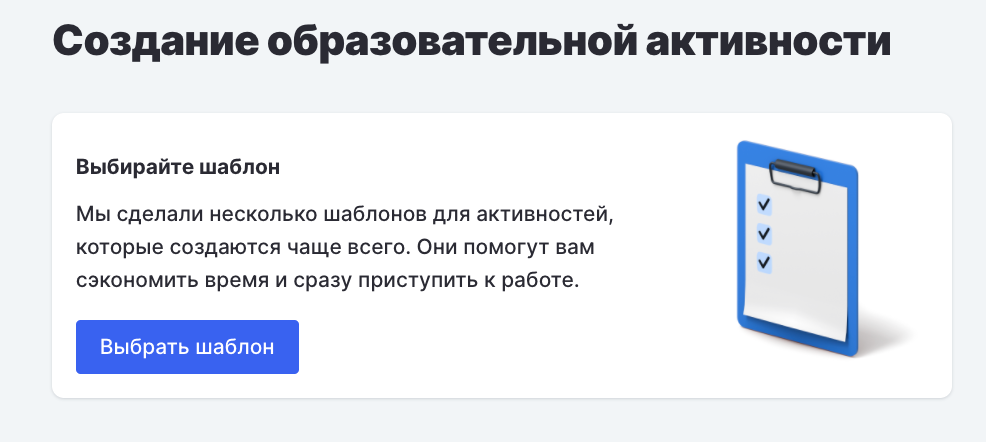 Создание образовательной активности
Выбирайте шаблон
Мы сделали несколько шаблонов для активностей,
которые создаются чаще всего. Они помогут вам
сэкономить время и сразу приступить к работе.
Выбрать шаблон